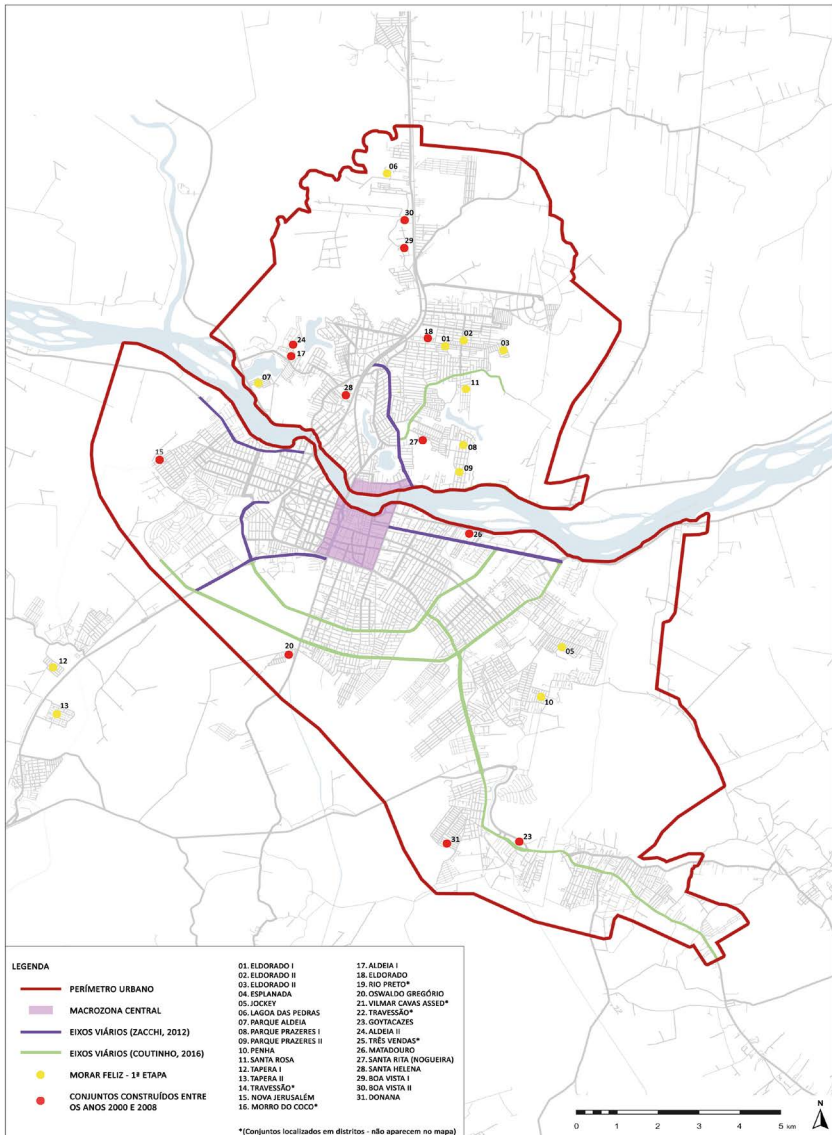 06
30
29
24
17
18
01
02
03
07
28
11
27
08
09
15
26
20
05
12
10
13
31
23
LEGENDA
PERÍMETRO URBANO
MACROZONA CENTRAL
EIXOS VIÁRIOS (ZACCHI, 2012)
EIXOS VIÁRIOS (COUTINHO, 2016)
MORAR FELIZ - 1ª ETAPA
CONJUNTOS CONSTRUÍDOS ENTRE
OS ANOS 2000 E 2008
01. ELDORADO I
02. ELDORADO II
03. ELDORADO II
04. ESPLANADA
05. JOCKEY
06. LAGOA DAS PEDRAS
07. PARQUE ALDEIA
08. PARQUE PRAZERES I
09. PARQUE PRAZERES II
10. PENHA
11. SANTA ROSA
12. TAPERA I
13. TAPERA II
14. TRAVESSÃO*
15. NOVA JERUSALÉM
16. MORRO DO COCO*
17. ALDEIA I
18. ELDORADO
19. RIO PRETO*
20. OSWALDO GREGÓRIO
21. VILMAR CAVAS ASSED*
22. TRAVESSÃO*
23. GOYTACAZES
24. ALDEIA II
25. TRÊS VENDAS*
26. MATADOURO
27. SANTA RITA (NOGUEIRA)
28. SANTA HELENA
29. BOA VISTA I
30. BOA VISTA II
31. DONANA
*(Conjuntos localizados em distritos - não aparecem no mapa)
N
0 1 2 3 4 5 km